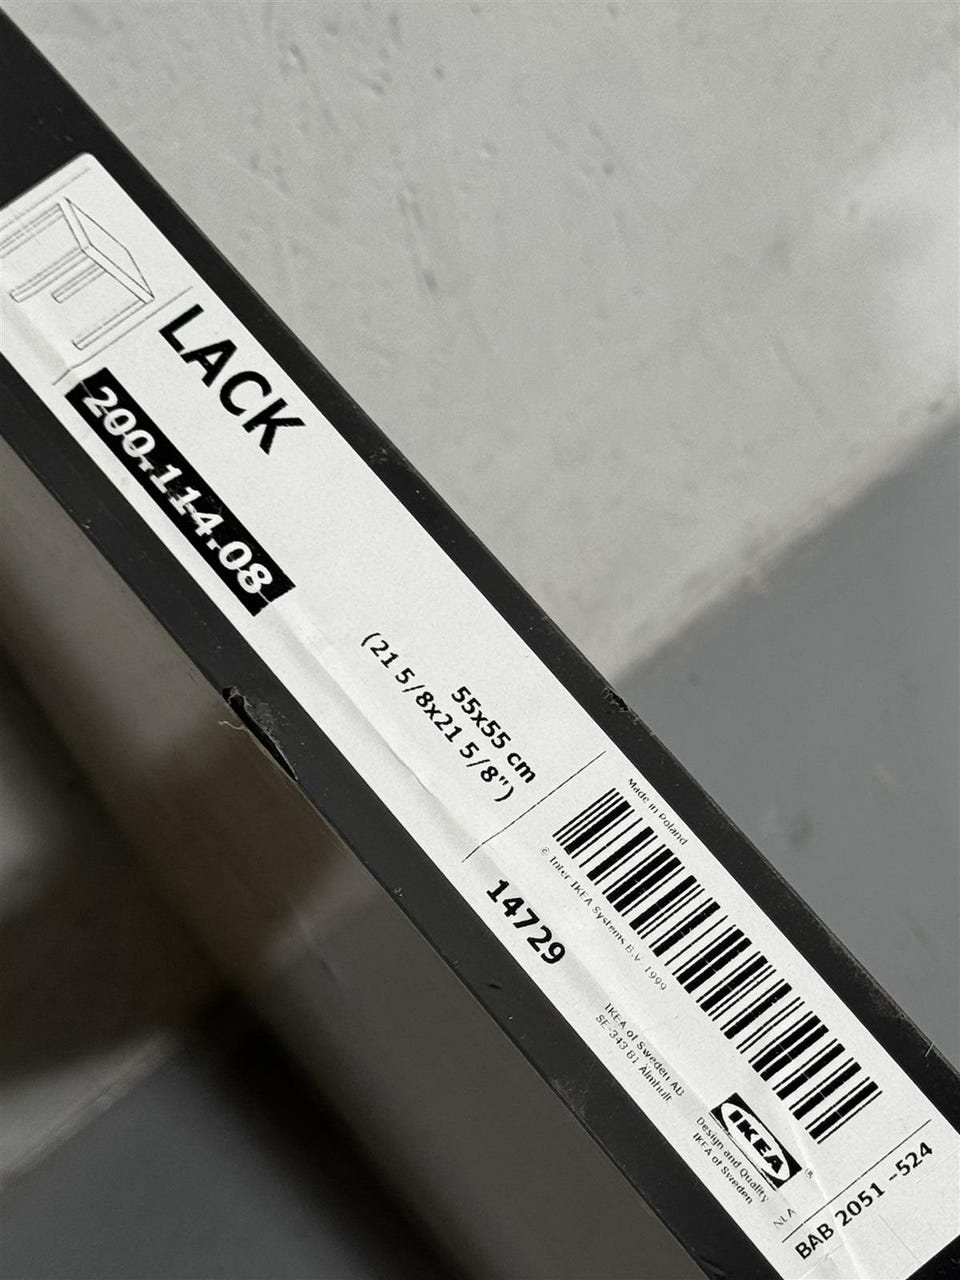 LACK
200.114.08
55x55 cm
(21 5/8x21 5/8")
Made in Poland
© Inter IKEA Systems B.V. 1999
14729
IKEA of Sweden AB
SE-343 81 Älmhult
IKEA
®
Design and Quality
IKEA of Sweden
NLA
BAB 2051 -524